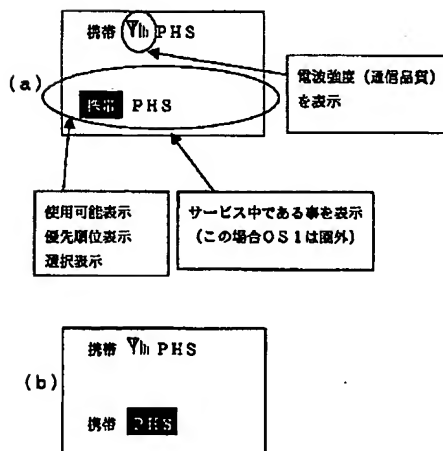 (a)
携帯 PHS
携帯 PHS
電波強度(通信品質)
を表示
使用可能表示
優先順位表示
選択表示
サービス中である事を表示
(この場合OS1は圏外)
(b)
携帯 PHS
携帯 PHS